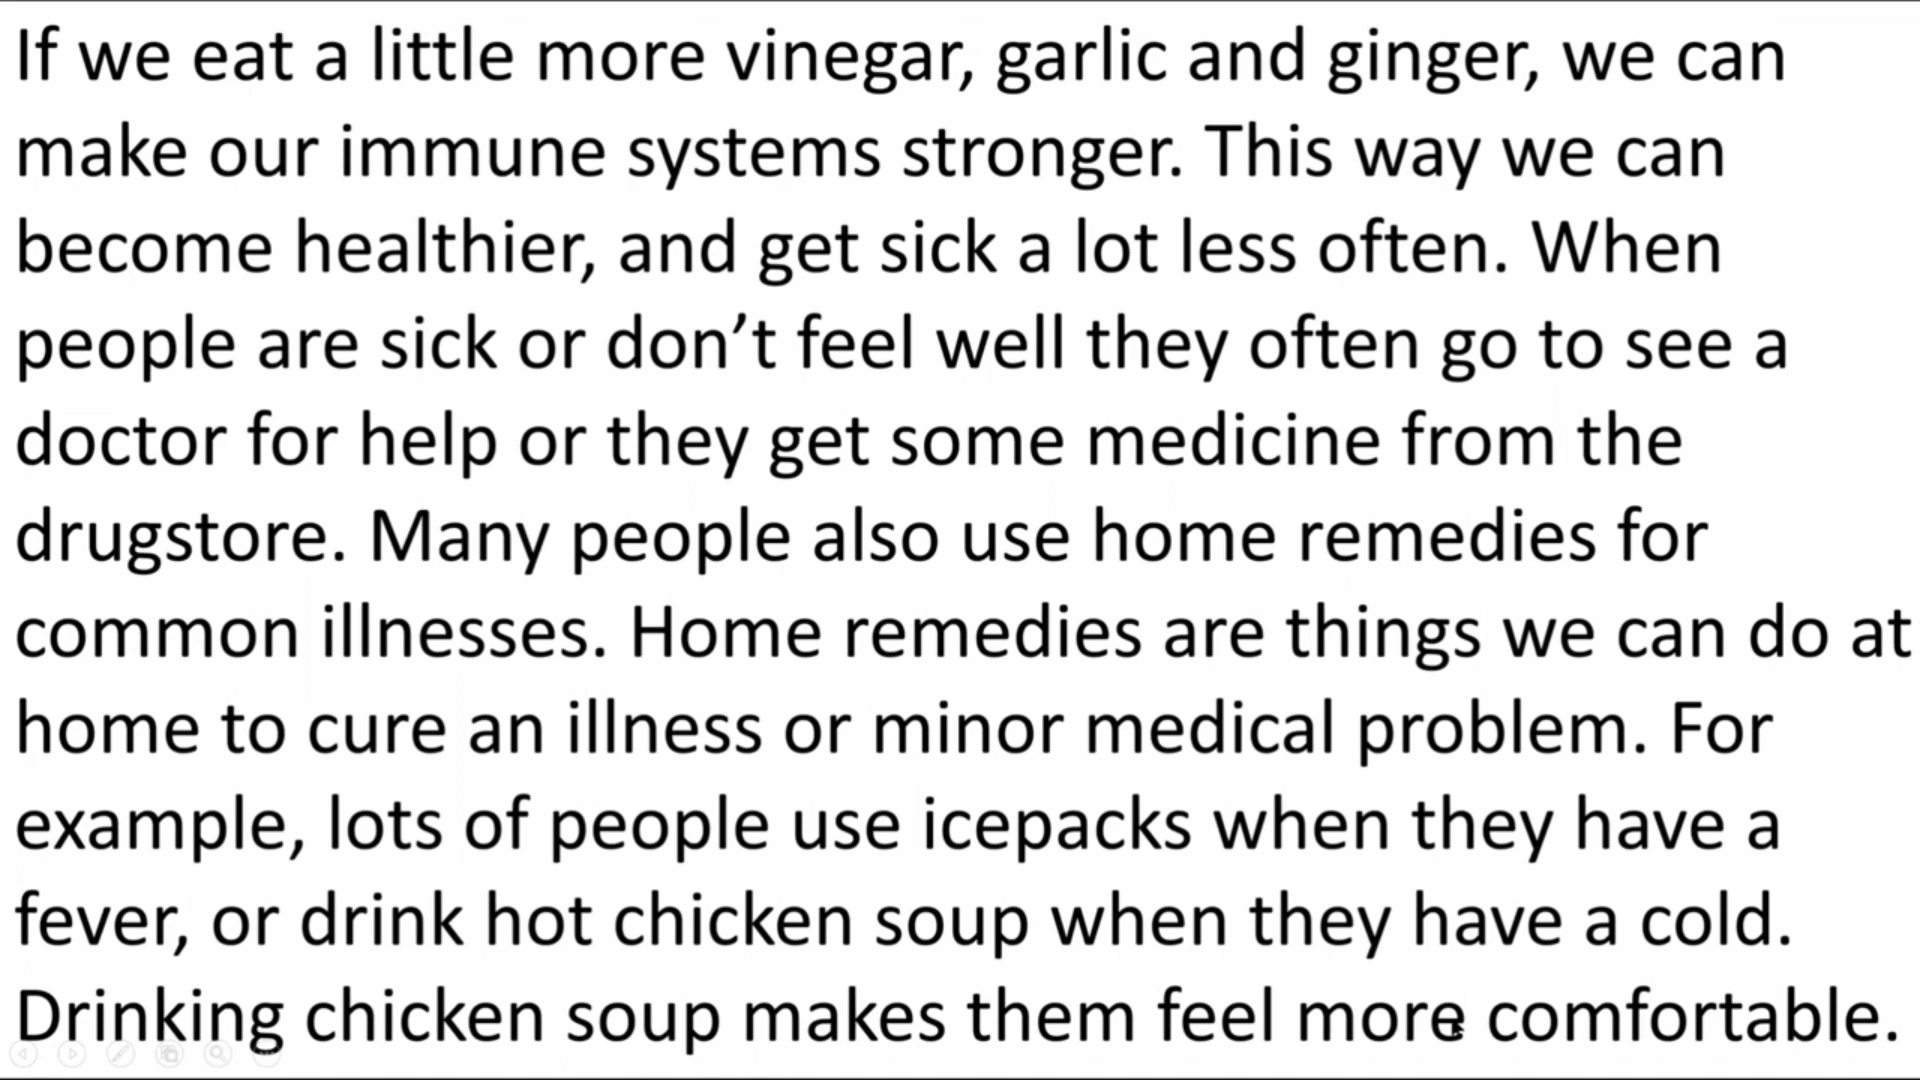 If we eat a little more vinegar, garlic and ginger, we can
make our immune systems stronger. This way we can
become healthier, and get sick a lot less often. When
people are sick or don’t feel well they often go to see a
doctor for help or they get some medicine from the
drugstore. Many people also use home remedies for
common illnesses. Home remedies are things we can do at
home to cure an illness or minor medical problem. For
example, lots of people use icepacks when they have a
fever, or drink hot chicken soup when they have a cold.
Drinking chicken soup makes them feel more comfortable.